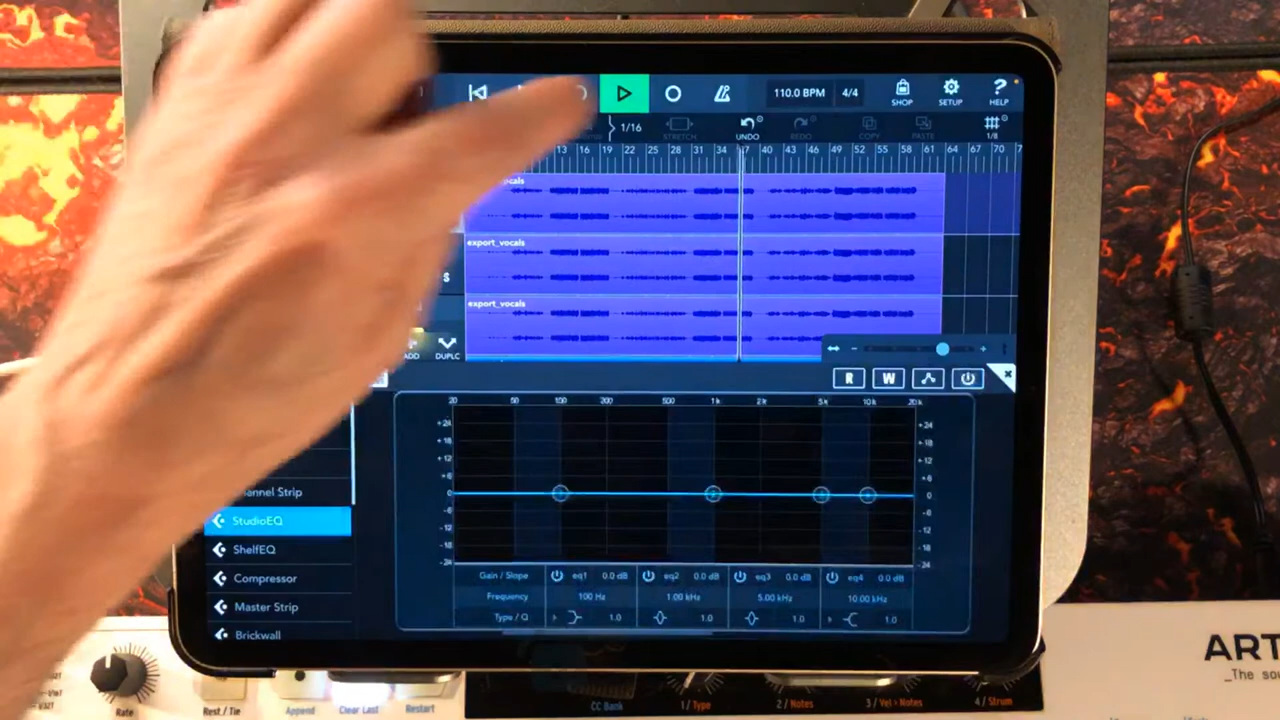 110.0 BPM 4/4 SHOP SETUP HELP
1/16 STRETCH UNDO REDO COPY PASTE 1/8
13 16 19 22 25 28 31 34 37 40 43 46 49 52 55 58 61 64 67 70 7
cals
export_vocals
S
export_vocals
ADD DUPLC
R W
20 50 100 200 500 1k 2k 5k 10k 20k
+24 +24
+18 +18
+12 +12
+6 +6
0 0
-6 -6
-12 -12
-18 -18
-24 -24
annel Strip
StudioEQ
ShelfEQ
Compressor
Master Strip
Brickwall
Gain / Slope eq1 0.0 dB eq2 0.0 dB eq3 0.0 dB eq4 0.0 dB
Frequency 100 Hz 1.00 kHz 5.00 kHz 10.00 kHz
Type / Q 1.0 1.0 1.0 1.0
ART
_The sou
Rate Rest / Tie Append Clear Last Restart CC Bank 1 / Type 2 / Notes 3 / Vel > Notes 4 / Strum